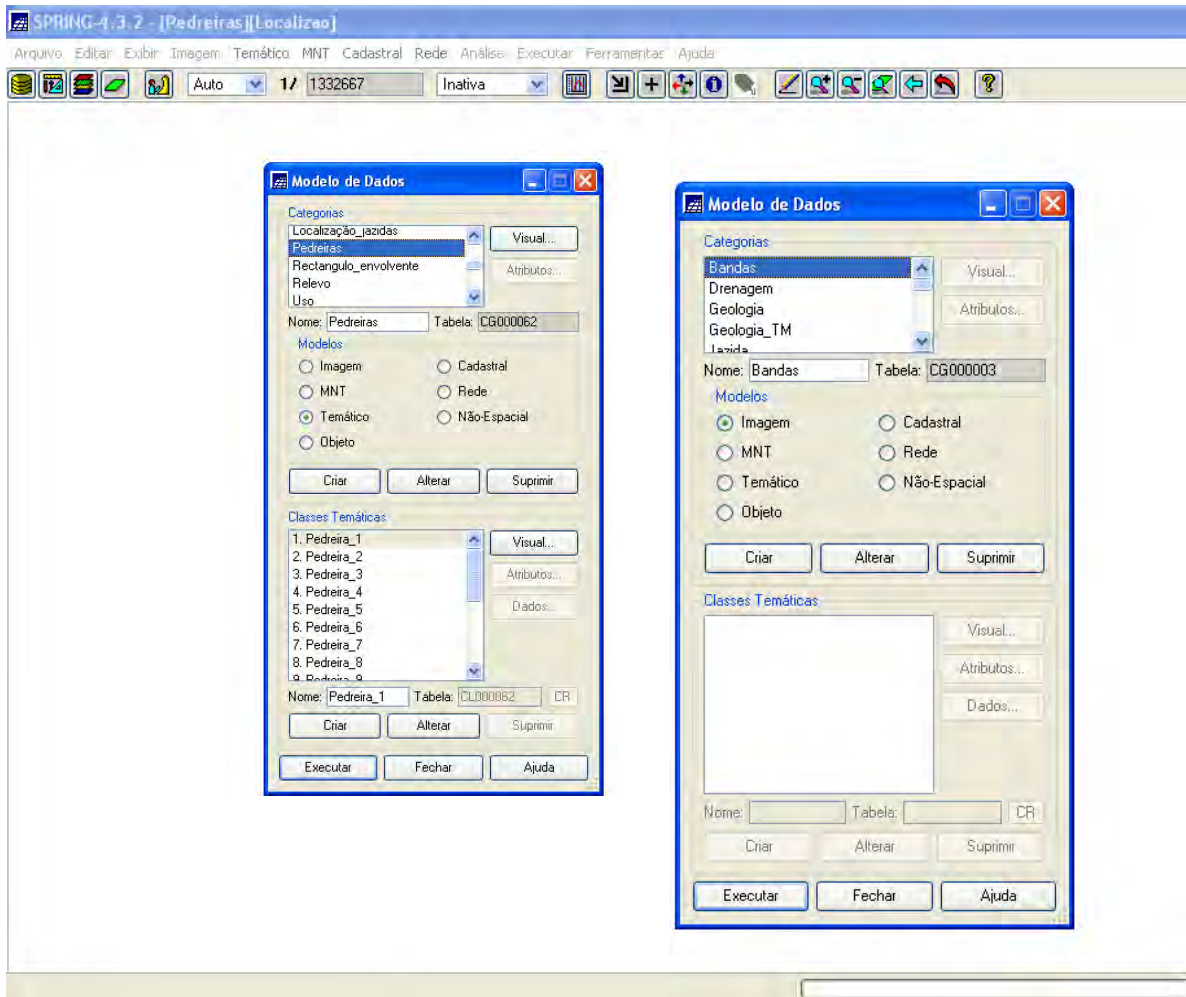 SPRING-4.3.2 - [Pedreiras][Localizao]
Arquivo Editar Exibir Imagem Temático MNT Cadastral Rede Análise Executar Ferramentas Ajuda
Auto 1/ 1332667 Inativa
Modelo de Dados
Categorias
Localização_jazidas
Pedreiras
Rectangulo_envolvente
Relevo
Uso
Visual...
Atributos...
Nome: Pedreiras Tabela: CG000062
Modelos
Imagem Cadastral
MNT Rede
Temático Não-Espacial
Objeto
Criar Alterar Suprimir
Classes Temáticas
1. Pedreira_1
2. Pedreira_2
3. Pedreira_3
4. Pedreira_4
5. Pedreira_5
6. Pedreira_6
7. Pedreira_7
8. Pedreira_8
9. Pedreira_9
Visual...
Atributos...
Dados...
Nome: Pedreira_1 Tabela: CL000062 CR
Criar Alterar Suprimir
Executar Fechar Ajuda
Modelo de Dados
Categorias
Bandas
Drenagem
Geologia
Geologia_TM
Jazida
Visual...
Atributos...
Nome: Bandas Tabela: CG000003
Modelos
Imagem Cadastral
MNT Rede
Temático Não-Espacial
Objeto
Criar Alterar Suprimir
Classes Temáticas
Visual...
Atributos...
Dados...
Nome: Tabela: CR
Criar Alterar Suprimir
Executar Fechar Ajuda